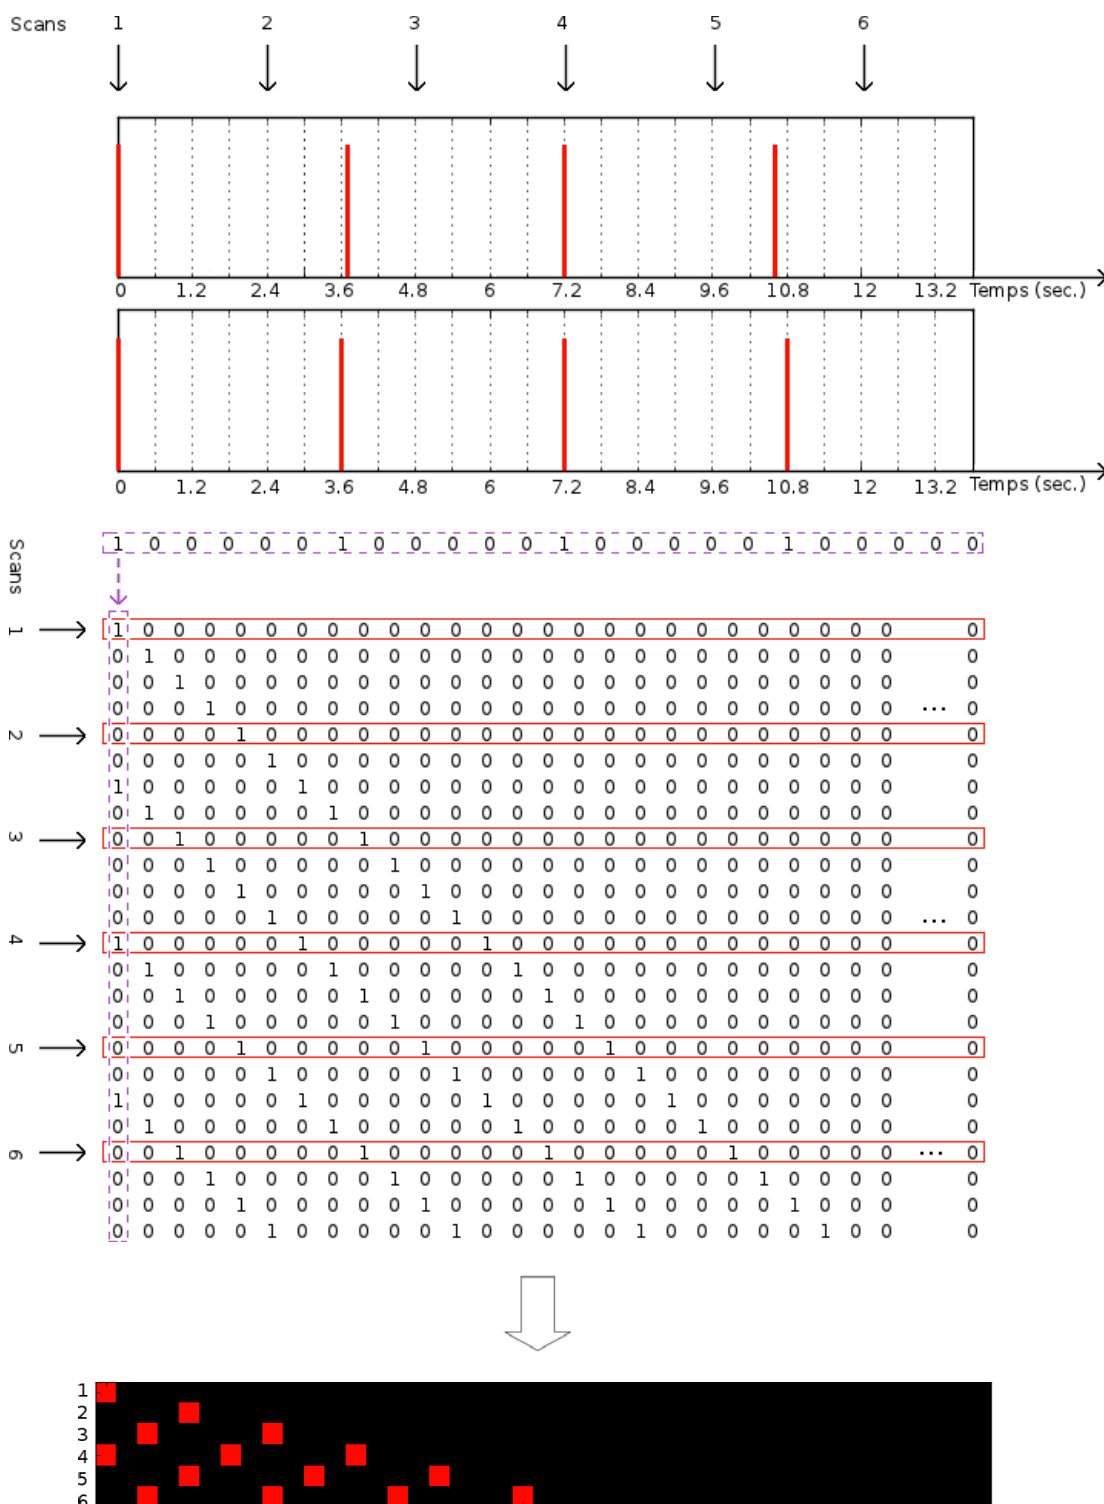 Scans 1 2 3 4 5 6
0 1.2 2.4 3.6 4.8 6 7.2 8.4 9.6 10.8 12 13.2 Temps (sec.)
0 1.2 2.4 3.6 4.8 6 7.2 8.4 9.6 10.8 12 13.2 Temps (sec.)
1 0 0 0 0 0 1 0 0 0 0 0 1 0 0 0 0 0 1 0 0 0 0 0
Scans
1 1 0 0 0 0 0 0 0 0 0 0 0 0 0 0 0 0 0 0 0 0 0 0 0 0 0 0
0 1 0 0 0 0 0 0 0 0 0 0 0 0 0 0 0 0 0 0 0 0 0 0 0 0 0
0 0 1 0 0 0 0 0 0 0 0 0 0 0 0 0 0 0 0 0 0 0 0 0 0 0 0
0 0 0 1 0 0 0 0 0 0 0 0 0 0 0 0 0 0 0 0 0 0 0 0 0 0 ... 0
2 0 0 0 0 1 0 0 0 0 0 0 0 0 0 0 0 0 0 0 0 0 0 0 0 0 0 0
0 0 0 0 0 1 0 0 0 0 0 0 0 0 0 0 0 0 0 0 0 0 0 0 0 0 0
1 0 0 0 0 0 1 0 0 0 0 0 0 0 0 0 0 0 0 0 0 0 0 0 0 0 0
0 1 0 0 0 0 0 1 0 0 0 0 0 0 0 0 0 0 0 0 0 0 0 0 0 0 0
3 0 0 1 0 0 0 0 0 1 0 0 0 0 0 0 0 0 0 0 0 0 0 0 0 0 0 0
0 0 0 1 0 0 0 0 0 1 0 0 0 0 0 0 0 0 0 0 0 0 0 0 0 0 0
0 0 0 0 1 0 0 0 0 0 1 0 0 0 0 0 0 0 0 0 0 0 0 0 0 0 0
0 0 0 0 0 1 0 0 0 0 0 1 0 0 0 0 0 0 0 0 0 0 0 0 0 0 ... 0
4 1 0 0 0 0 0 1 0 0 0 0 0 1 0 0 0 0 0 0 0 0 0 0 0 0 0 0
0 1 0 0 0 0 0 1 0 0 0 0 0 1 0 0 0 0 0 0 0 0 0 0 0 0 0
0 0 1 0 0 0 0 0 1 0 0 0 0 0 1 0 0 0 0 0 0 0 0 0 0 0 0
0 0 0 1 0 0 0 0 0 1 0 0 0 0 0 1 0 0 0 0 0 0 0 0 0 0 0
5 0 0 0 0 1 0 0 0 0 0 1 0 0 0 0 0 1 0 0 0 0 0 0 0 0 0 0
0 0 0 0 0 1 0 0 0 0 0 1 0 0 0 0 0 1 0 0 0 0 0 0 0 0 0
1 0 0 0 0 0 1 0 0 0 0 0 1 0 0 0 0 0 1 0 0 0 0 0 0 0 0
0 1 0 0 0 0 0 1 0 0 0 0 0 1 0 0 0 0 0 1 0 0 0 0 0 0 0
6 0 0 1 0 0 0 0 0 1 0 0 0 0 0 1 0 0 0 0 0 1 0 0 0 0 0 ... 0
0 0 0 1 0 0 0 0 0 1 0 0 0 0 0 1 0 0 0 0 0 1 0 0 0 0 0
0 0 0 0 1 0 0 0 0 0 1 0 0 0 0 0 1 0 0 0 0 0 1 0 0 0 0
0 0 0 0 0 1 0 0 0 0 0 1 0 0 0 0 0 1 0 0 0 0 0 1 0 0 0
1
2
3
4
5
6